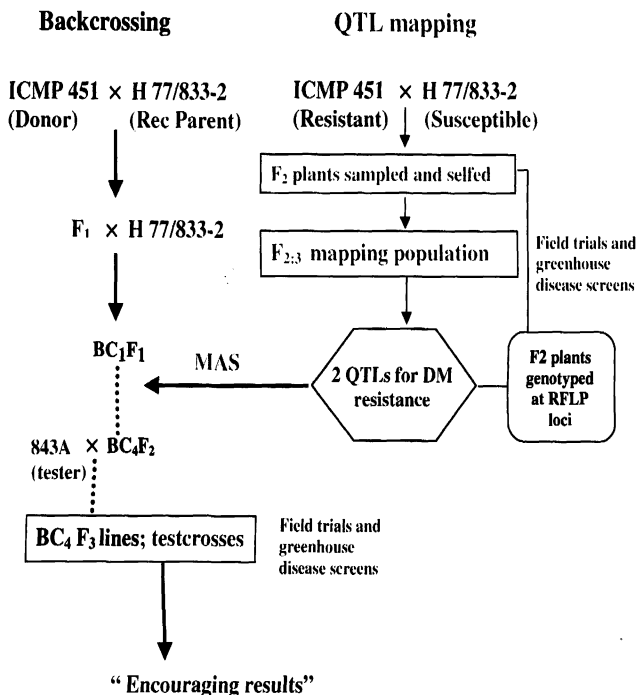 Backcrossing
ICMP 451 × H 77/833-2
(Donor) (Rec Parent)
F₁ × H 77/833-2
BC₁F₁
MAS
843A × BC₄F₂
(tester)
BC₄ F₃ lines; testcrosses
Field trials and
greenhouse
disease screens
“ Encouraging results”
QTL mapping
ICMP 451 × H 77/833-2
(Resistant) (Susceptible)
F₂ plants sampled and selfed
F₂:₃ mapping population
Field trials and
greenhouse
disease screens
2 QTLs for DM
resistance
F2 plants
genotyped
at RFLP
loci